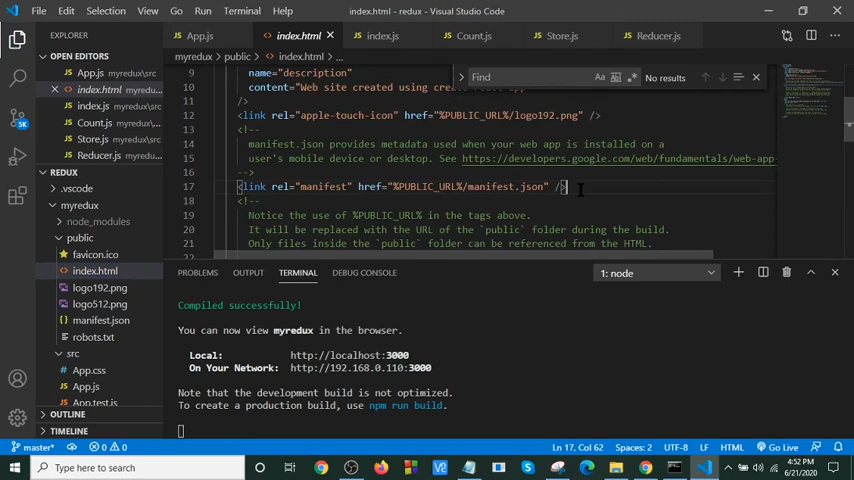 File Edit Selection View Go Run Terminal Help
index.html - redux - Visual Studio Code
EXPLORER
OPEN EDITORS
App.js myredux\src
index.html myredu...
index.js myredux\src
Count.js myredux\...
Store.js myredux\...
Reducer.js myredu...
REDUX
.vscode
myredux
node_modules
public
favicon.ico
index.html
logo192.png
logo512.png
manifest.json
robots.txt
src
App.css
App.js
App.test.js
OUTLINE
TIMELINE
App.js index.html index.js Count.js Store.js Reducer.js
myredux > public > index.html > ...
Find Aa No results
9 name="description"
10 content="Web site created using create-react-app"
11 />
12 <link rel="apple-touch-icon" href="%PUBLIC_URL%/logo192.png" />
13 <!--
14 manifest.json provides metadata used when your web app is installed on a
15 user's mobile device or desktop. See https://developers.google.com/web/fundamentals/web-app-
16 -->
17 <link rel="manifest" href="%PUBLIC_URL%/manifest.json" />
18 <!--
19 Notice the use of %PUBLIC_URL% in the tags above.
20 It will be replaced with the URL of the `public` folder during the build.
21 Only files inside the `public` folder can be referenced from the HTML.
22
PROBLEMS OUTPUT TERMINAL DEBUG CONSOLE
1: node
Compiled successfully!
You can now view myredux in the browser.
Local: http://localhost:3000
On Your Network: http://192.168.0.110:3000
Note that the development build is not optimized.
To create a production build, use npm run build.
5K
master* 0 0
Ln 17, Col 62 Spaces: 2 UTF-8 LF HTML Go Live
Type here to search
4:52 PM
6/21/2020